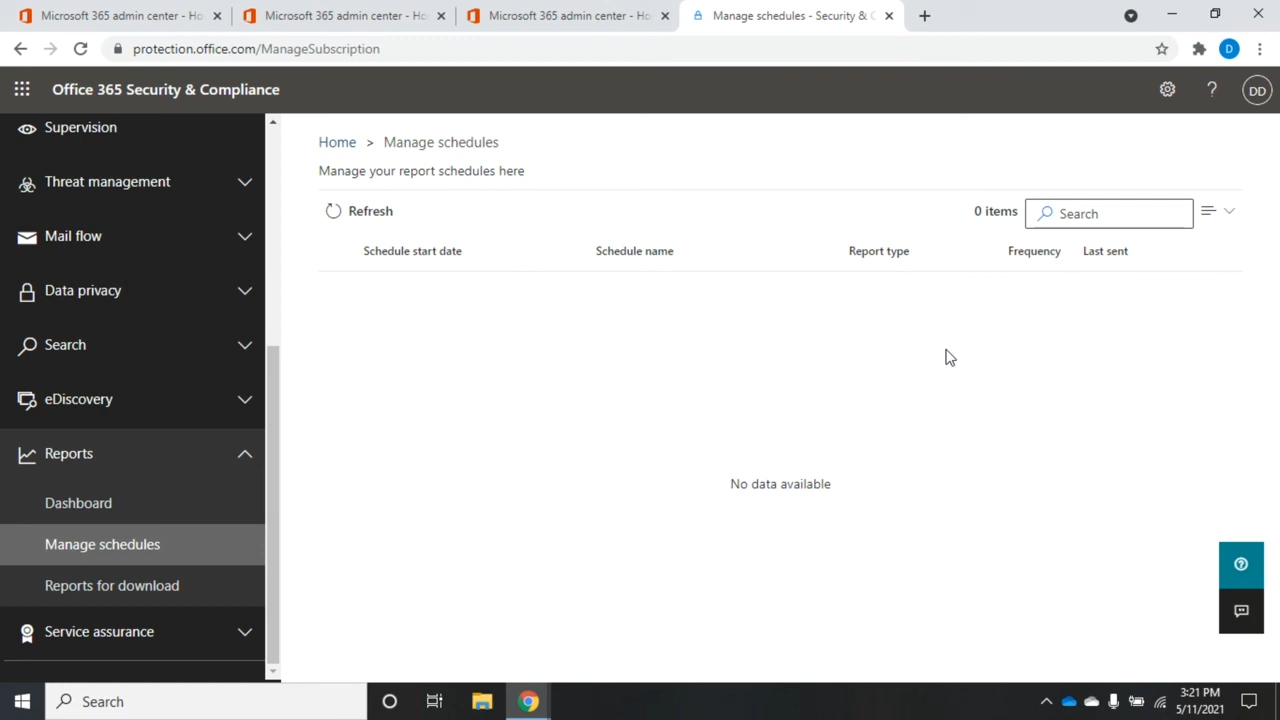 Microsoft 365 admin center - Ho
Microsoft 365 admin center - Ho
Microsoft 365 admin center - Ho
Manage schedules - Security & C
protection.office.com/ManageSubscription
D
Office 365 Security & Compliance
?
DD
Supervision
Threat management
Mail flow
Data privacy
Search
eDiscovery
Reports
Dashboard
Manage schedules
Reports for download
Service assurance
Home > Manage schedules
Manage your report schedules here
Refresh
0 items
Search
Schedule start date Schedule name Report type Frequency Last sent
No data available
Search
3:21 PM
5/11/2021